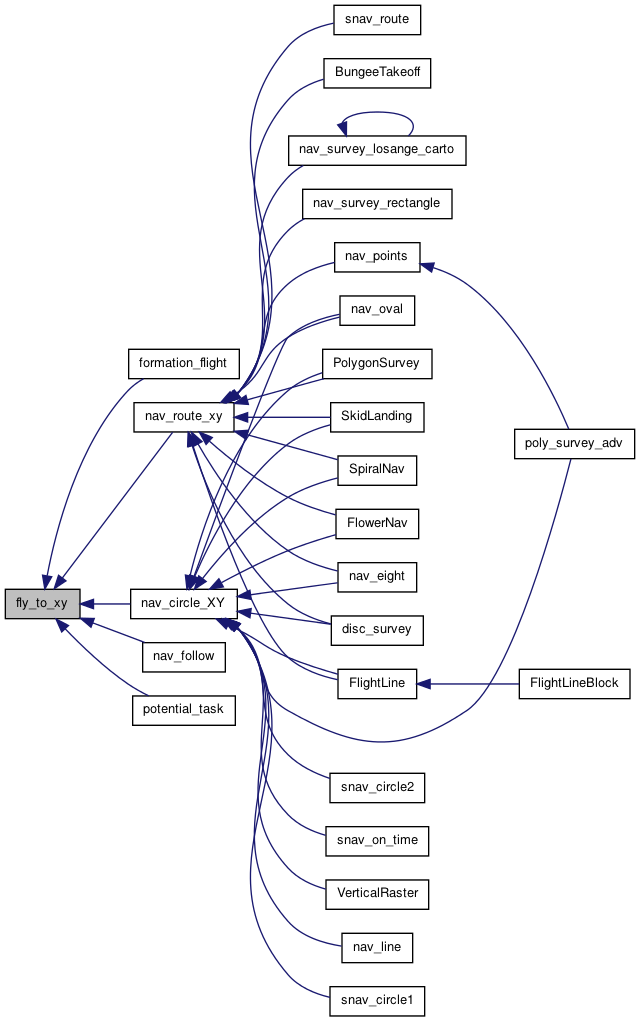 snav_route
BungeeTakeoff
nav_survey_losange_carto
nav_survey_rectangle
nav_points
nav_oval
formation_flight
PolygonSurvey
nav_route_xy
SkidLanding
poly_survey_adv
SpiralNav
FlowerNav
nav_eight
fly_to_xy
nav_circle_XY
disc_survey
nav_follow
FlightLine
FlightLineBlock
potential_task
snav_circle2
snav_on_time
VerticalRaster
nav_line
snav_circle1